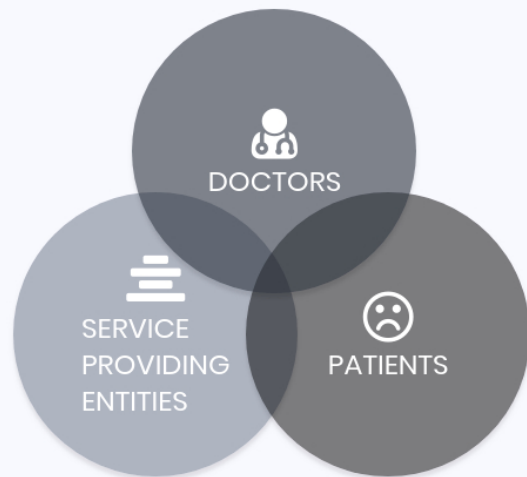 DOCTORS
SERVICE
PROVIDING
ENTITIES
PATIENTS